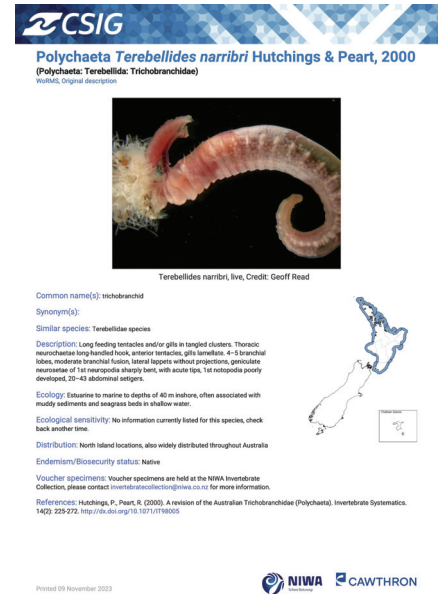 CSIG
Polychaeta Terebellides narribri Hutchings & Peart, 2000
(Polychaeta: Terebellida: Trichobranchidae)
WoRMS, Original description
Terebellides narribri, live, Credit: Geoff Read
Common name(s): trichobranchid
Synonym(s):
Similar species: Terebellidae species
Description: Long feeding tentacles and/or gills in tangled clusters. Thoracic
neurochaetae long-handled hook, anterior tentacles, gills lamellate. 4–5 branchial
lobes, moderate branchial fusion, lateral lappets without projections, geniculate
neurosetae of 1st neuropodia sharply bent, with acute tips, 1st notopodia poorly
developed, 20–43 abdominal setigers.
Ecology: Estuarine to marine to depths of 40 m inshore, often associated with
muddy sediments and seagrass beds in shallow water.
Ecological sensitivity: No information currently listed for this species, check
back another time.
Distribution: North Island locations, also widely distributed throughout Australia
Endemism/Biosecurity status: Native
Voucher specimens: Voucher specimens are held at the NIWA Invertebrate
Collection, please contact invertebratecollection@niwa.co.nz for more information.
References: Hutchings, P., Peart, R. (2000). A revision of the Australian Trichobranchidae (Polychaeta). Invertebrate Systematics.
14(2): 225-272. http://dx.doi.org/10.1071/IT98005
Printed 09 November 2023
NIWA
CAWTHRON